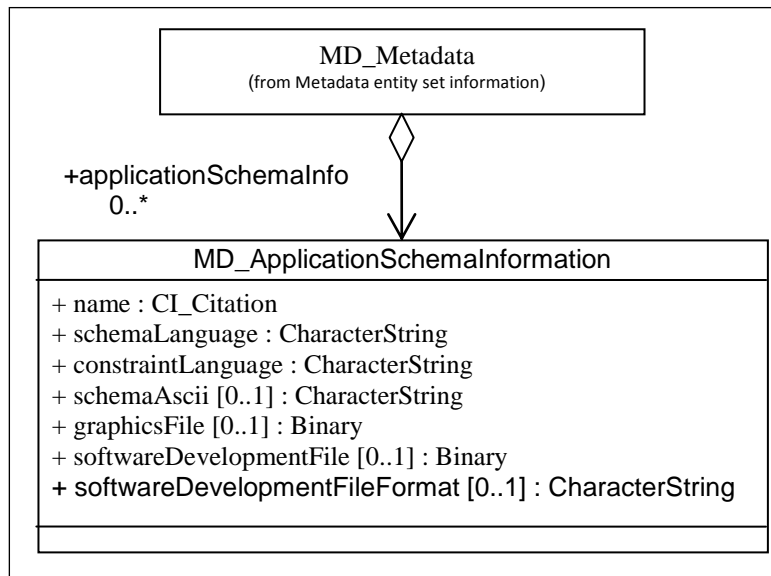 MD_Metadata
(from Metadata entity set information)
+applicationSchemaInfo
0..*
MD_ApplicationSchemaInformation
+ name : CI_Citation
+ schemaLanguage : CharacterString
+ constraintLanguage : CharacterString
+ schemaAscii [0..1] : CharacterString
+ graphicsFile [0..1] : Binary
+ softwareDevelopmentFile [0..1] : Binary
+ softwareDevelopmentFileFormat [0..1] : CharacterString